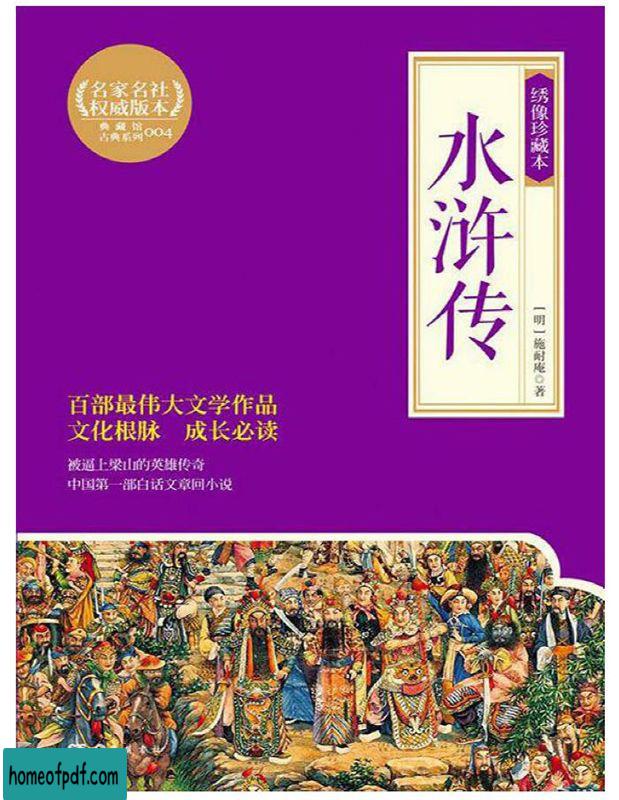 名家名社
权威版本
典藏馆
古典系列004
绣像珍藏本
水浒传
［明］施耐庵◎著
百部最伟大文学作品
文化根脉 成长必读
被逼上梁山的英雄传奇
中国第一部白话文章回小说
homeofpdf.com